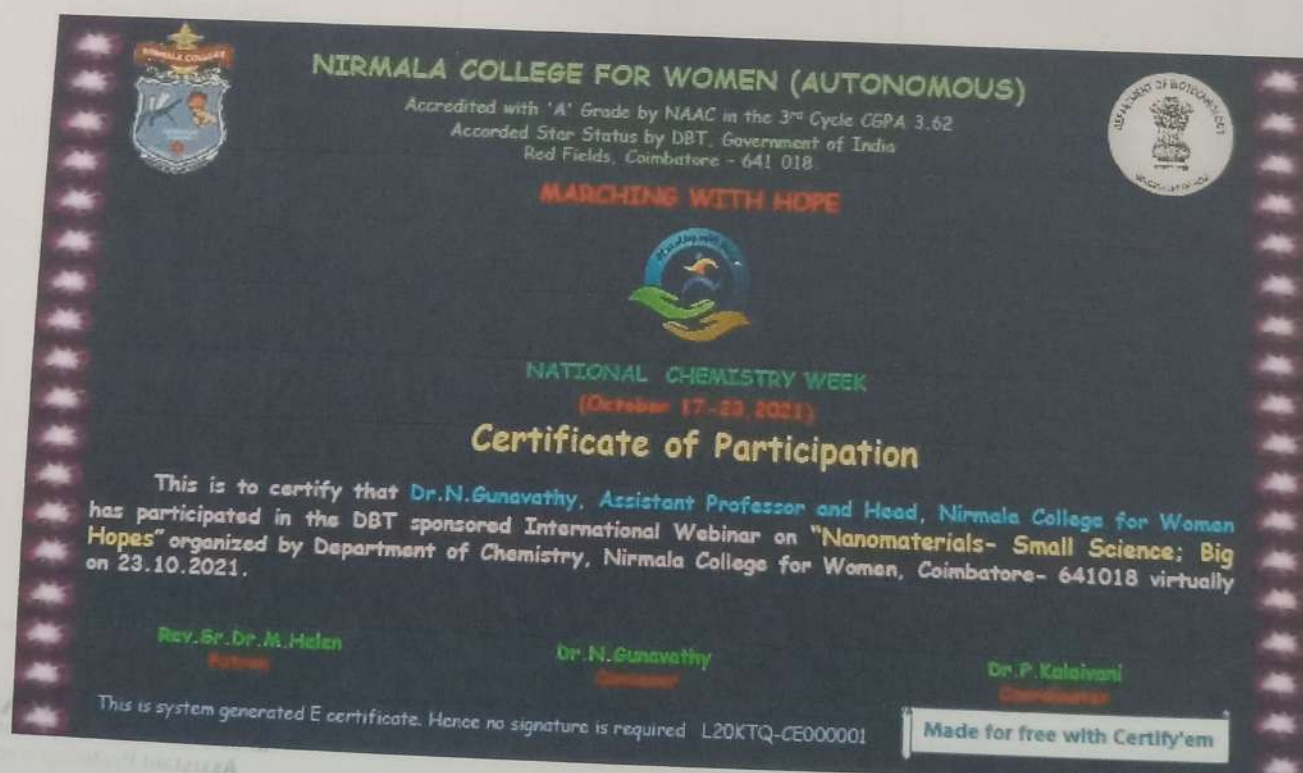 NIRMALA COLLEGE
NIRMALA COLLEGE FOR WOMEN (AUTONOMOUS)
Accredited with 'A' Grade by NAAC in the 3rd Cycle CGPA 3.62
Accorded Star Status by DBT, Government of India
Red Fields, Coimbatore - 641 018.
DEPARTMENT OF BIOTECHNOLOGY
MARCHING WITH HOPE
NATIONAL CHEMISTRY WEEK
(October 17-23,2021)
Certificate of Participation
This is to certify that Dr.N.Gunavathy, Assistant Professor and Head, Nirmala College for Women
has participated in the DBT sponsored International Webinar on "Nanomaterials- Small Science; Big
Hopes" organized by Department of Chemistry, Nirmala College for Women, Coimbatore- 641018 virtually
on 23.10.2021.
Rev.Sr.Dr.M.Helen
Patron
Dr.N.Gunavathy
Convenor
Dr.P.Kalaivani
Coordinator
This is system generated E certificate. Hence no signature is required L20KTQ-CE000001
Made for free with Certify'em